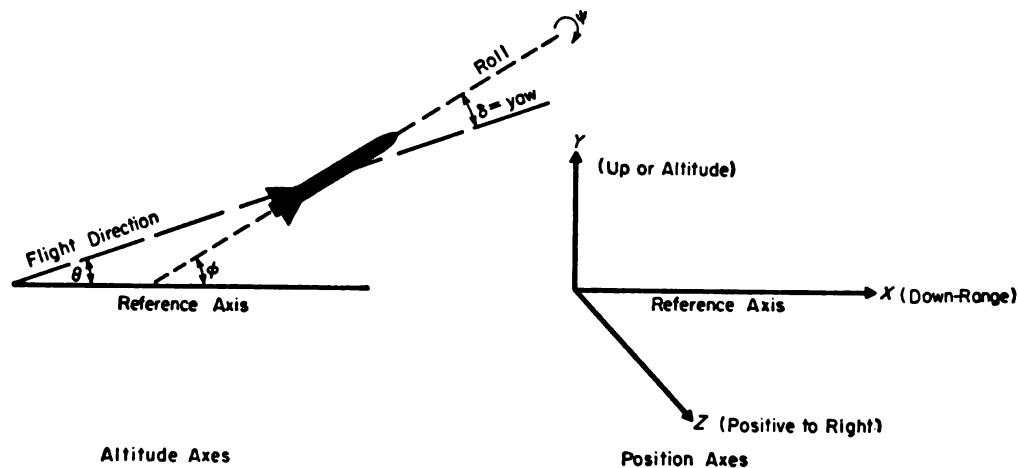 ψ
Roll
δ = yaw
Flight Direction
θ
φ
Reference Axis
Y
(Up or Altitude)
X (Down-Range)
Reference Axis
Z (Positive to Right)
Altitude Axes
Position Axes